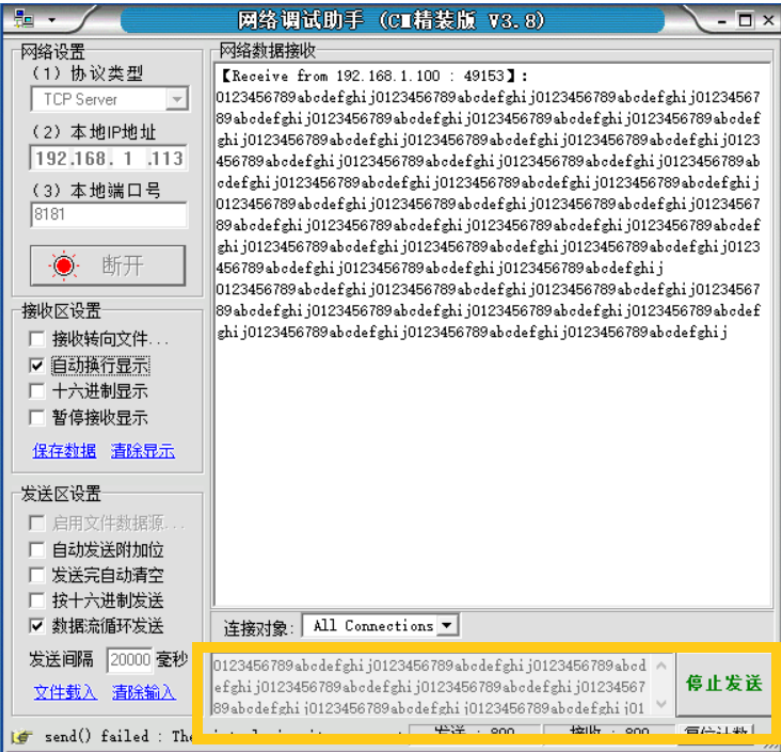 网络调试助手 (C■精装版 V3.8)
网络设置
(1) 协议类型
TCP Server
(2) 本地IP地址
192.168. 1 .113
(3) 本地端口号
8181
断开
接收区设置
接收转向文件...
自动换行显示
十六进制显示
暂停接收显示
保存数据 清除显示
发送区设置
启用文件数据源...
自动发送附加位
发送完自动清空
按十六进制发送
数据流循环发送
发送间隔 20000 毫秒
文件载入 清除输入
网络数据接收
【Receive from 192.168.1.100 : 49153】:
0123456789abcdefghij0123456789abcdefghij0123456789abcdefghij01234567
89abcdefghij0123456789abcdefghij0123456789abcdefghij0123456789abcdef
ghij0123456789abcdefghij0123456789abcdefghij0123456789abcdefghij0123
456789abcdefghij0123456789abcdefghij0123456789abcdefghij0123456789ab
cdefghij0123456789abcdefghij0123456789abcdefghij0123456789abcdefghij
0123456789abcdefghij0123456789abcdefghij0123456789abcdefghij01234567
89abcdefghij0123456789abcdefghij0123456789abcdefghij0123456789abcdef
ghij0123456789abcdefghij0123456789abcdefghij0123456789abcdefghij0123
456789abcdefghij0123456789abcdefghij0123456789abcdefghij
0123456789abcdefghij0123456789abcdefghij0123456789abcdefghij01234567
89abcdefghij0123456789abcdefghij0123456789abcdefghij0123456789abcdef
ghij0123456789abcdefghij0123456789abcdefghij0123456789abcdefghij
连接对象: All Connections
0123456789abcdefghij0123456789abcdefghij0123456789abcd
efghij0123456789abcdefghij0123456789abcdefghij01234567
89abcdefghij0123456789abcdefghij0123456789abcdefghij01
停止发送
send() failed : The
发送 : 800 接收 : 800 复位计数